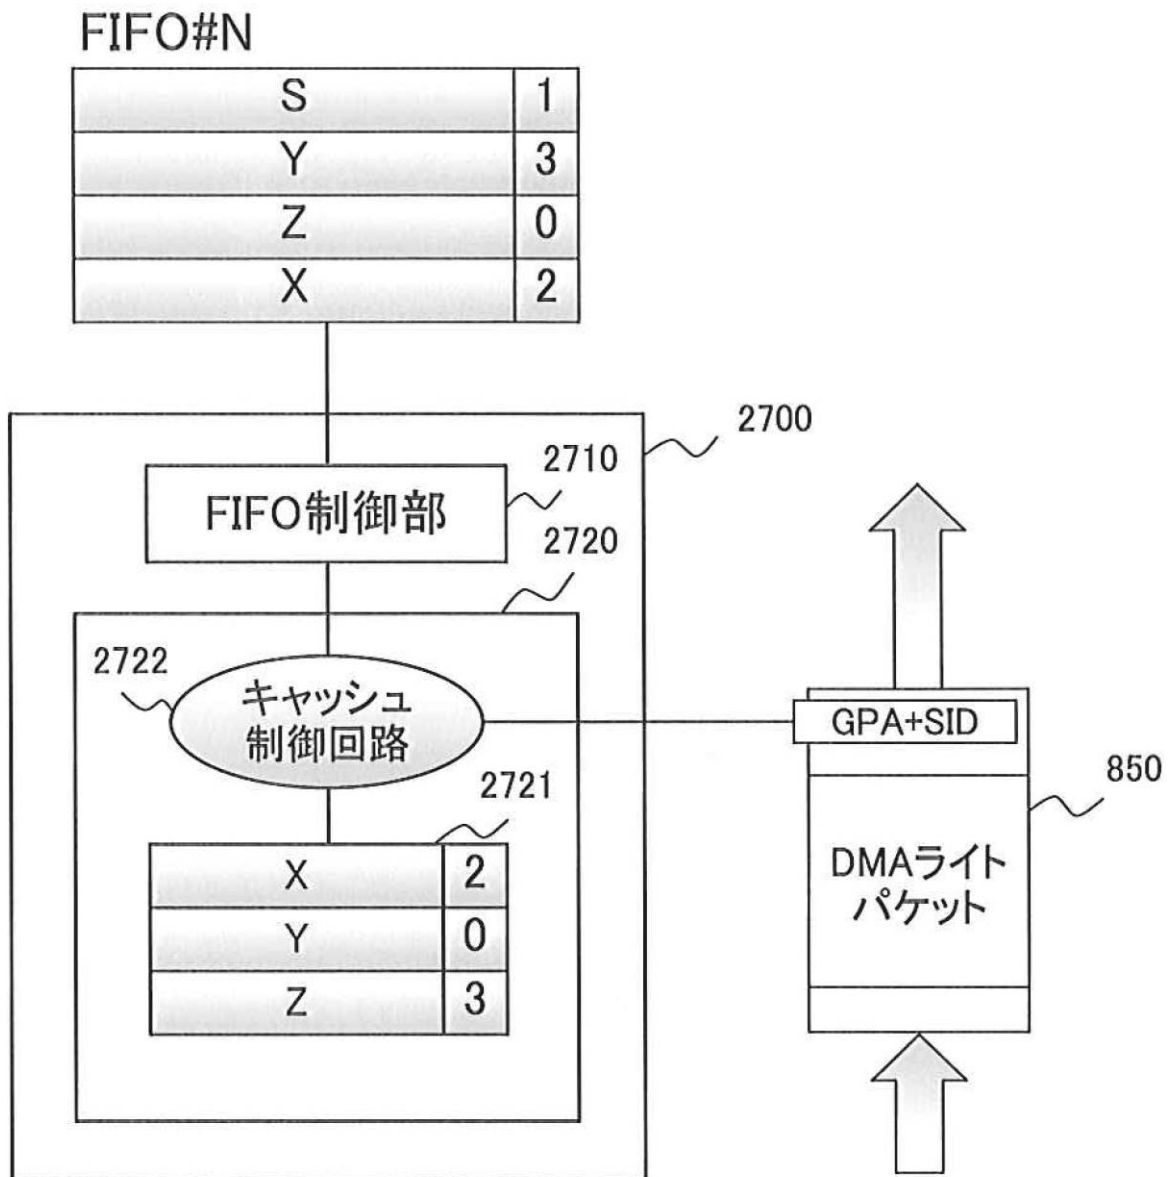 FIFO#N
S 1
Y 3
Z 0
X 2
2700
2710
FIFO制御部
2720
2722
キャッシュ
制御回路
GPA+SID
2721
850
X 2
DMAライト
パケット
Y 0
Z 3